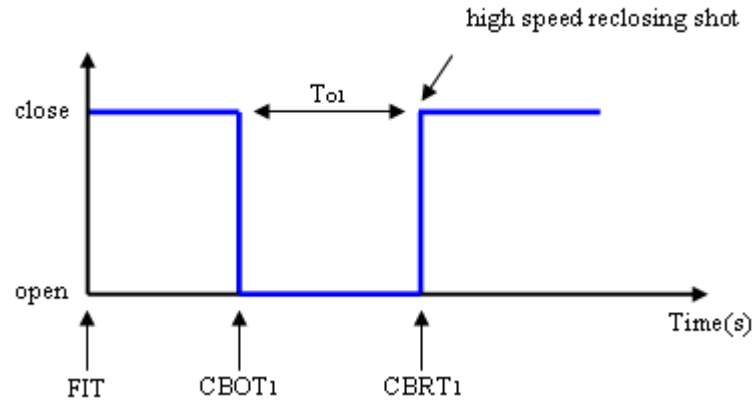 high speed reclosing shot
close
To1
open
Time(s)
FIT
CBOT1
CBRT1